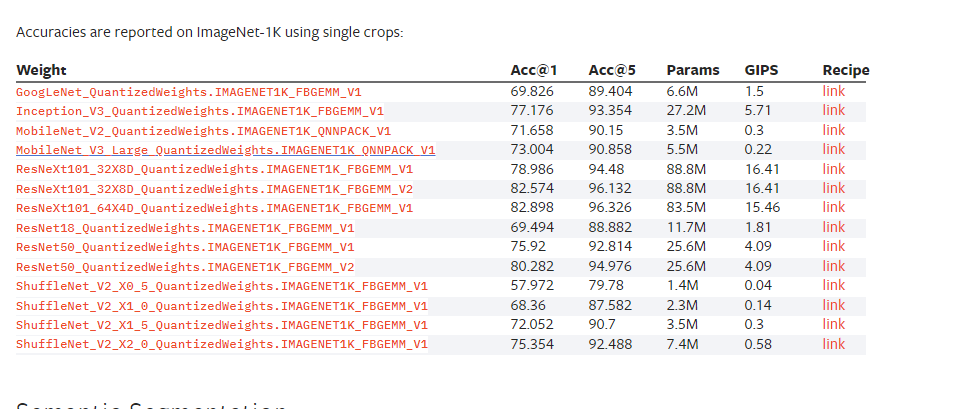 Accuracies are reported on ImageNet-1K using single crops:
Weight Acc@1 Acc@5 Params GIPS Recipe
GoogLeNet_QuantizedWeights.IMAGENET1K_FBGEMM_V1 69.826 89.404 6.6M 1.5 link
Inception_V3_QuantizedWeights.IMAGENET1K_FBGEMM_V1 77.176 93.354 27.2M 5.71 link
MobileNet_V2_QuantizedWeights.IMAGENET1K_QNNPACK_V1 71.658 90.15 3.5M 0.3 link
MobileNet_V3_Large_QuantizedWeights.IMAGENET1K_QNNPACK_V1 73.004 90.858 5.5M 0.22 link
ResNeXt101_32X8D_QuantizedWeights.IMAGENET1K_FBGEMM_V1 78.986 94.48 88.8M 16.41 link
ResNeXt101_32X8D_QuantizedWeights.IMAGENET1K_FBGEMM_V2 82.574 96.132 88.8M 16.41 link
ResNeXt101_64X4D_QuantizedWeights.IMAGENET1K_FBGEMM_V1 82.898 96.326 83.5M 15.46 link
ResNet18_QuantizedWeights.IMAGENET1K_FBGEMM_V1 69.494 88.882 11.7M 1.81 link
ResNet50_QuantizedWeights.IMAGENET1K_FBGEMM_V1 75.92 92.814 25.6M 4.09 link
ResNet50_QuantizedWeights.IMAGENET1K_FBGEMM_V2 80.282 94.976 25.6M 4.09 link
ShuffleNet_V2_X0_5_QuantizedWeights.IMAGENET1K_FBGEMM_V1 57.972 79.78 1.4M 0.04 link
ShuffleNet_V2_X1_0_QuantizedWeights.IMAGENET1K_FBGEMM_V1 68.36 87.582 2.3M 0.14 link
ShuffleNet_V2_X1_5_QuantizedWeights.IMAGENET1K_FBGEMM_V1 72.052 90.7 3.5M 0.3 link
ShuffleNet_V2_X2_0_QuantizedWeights.IMAGENET1K_FBGEMM_V1 75.354 92.488 7.4M 0.58 link